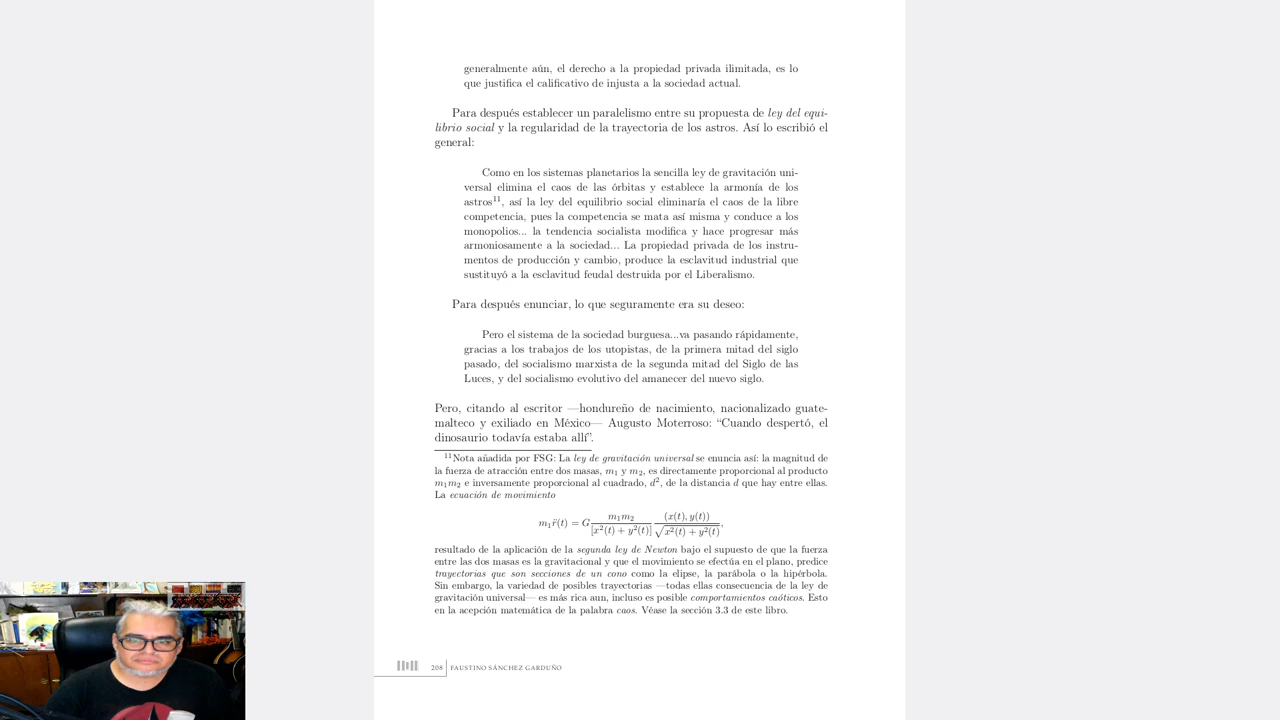 generalmente aún, el derecho a la propiedad privada ilimitada, es lo
que justifica el calificativo de injusta a la sociedad actual.
Para después establecer un paralelismo entre su propuesta de ley del equi-
librio social y la regularidad de la trayectoria de los astros. Así lo escribió el
general:
Como en los sistemas planetarios la sencilla ley de gravitación uni-
versal elimina el caos de las órbitas y establece la armonía de los
astros¹¹, así la ley del equilibrio social eliminaría el caos de la libre
competencia, pues la competencia se mata así misma y conduce a los
monopolios... la tendencia socialista modifica y hace progresar más
armoniosamente a la sociedad... La propiedad privada de los instru-
mentos de producción y cambio, produce la esclavitud industrial que
sustituyó a la esclavitud feudal destruida por el Liberalismo.
Para después enunciar, lo que seguramente era su deseo:
Pero el sistema de la sociedad burguesa...va pasando rápidamente,
gracias a los trabajos de los utopistas, de la primera mitad del siglo
pasado, del socialismo marxista de la segunda mitad del Siglo de las
Luces, y del socialismo evolutivo del amanecer del nuevo siglo.
Pero, citando al escritor —hondureño de nacimiento, nacionalizado guate-
malteco y exiliado en México— Augusto Moterroso: “Cuando despertó, el
dinosaurio todavía estaba allí”.
¹¹Nota añadida por FSG: La ley de gravitación universal se enuncia así: la magnitud de
la fuerza de atracción entre dos masas, m₁ y m₂, es directamente proporcional al producto
m₁m₂ e inversamente proporcional al cuadrado, d², de la distancia d que hay entre ellas.
La ecuación de movimiento
m₁r̈(t) = G m₁m₂/[x²(t) + y²(t)] (x(t), y(t))/√(x²(t) + y²(t)),
resultado de la aplicación de la segunda ley de Newton bajo el supuesto de que la fuerza
entre las dos masas es la gravitacional y que el movimiento se efectúa en el plano, predice
trayectorias que son secciones de un cono como la elipse, la parábola o la hipérbola.
Sin embargo, la variedad de posibles trayectorias —todas ellas consecuencia de la ley de
gravitación universal— es más rica aun, incluso es posible comportamientos caóticos. Esto
en la acepción matemática de la palabra caos. Véase la sección 3.3 de este libro.
208 FAUSTINO SÁNCHEZ GARDUÑO